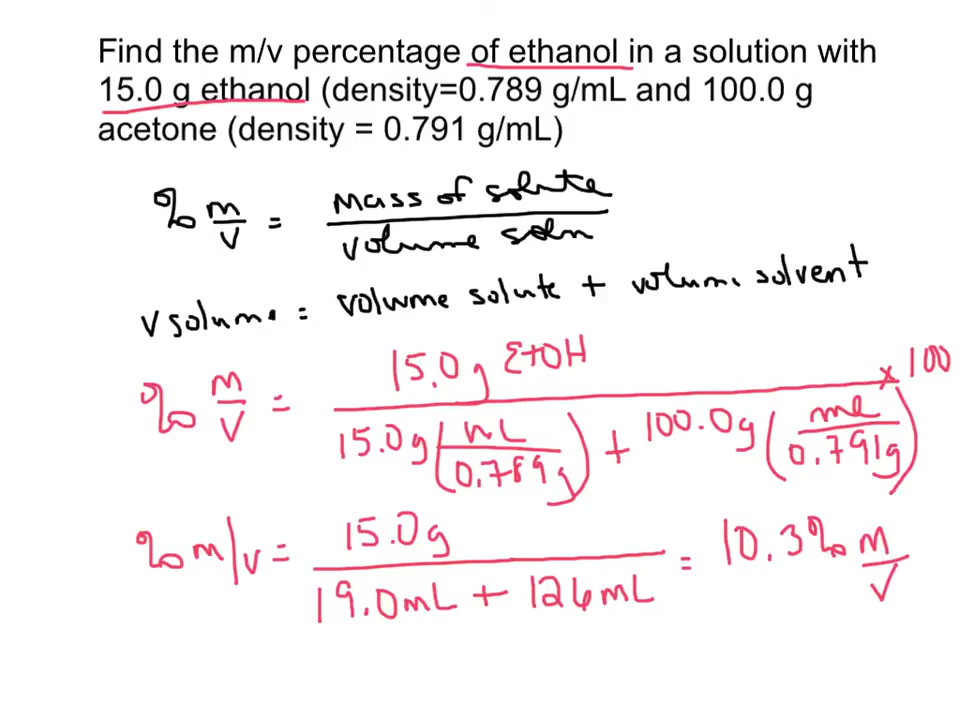 Find the m/v percentage of ethanol in a solution with
15.0 g ethanol (density=0.789 g/mL and 100.0 g
acetone (density = 0.791 g/mL)
% m/v = mass of solute / volume soln
V solume = volume solute + volume solvent
% m/v = 15.0g EtOH / 15.0g (mL / 0.789g) + 100.0g (ml / 0.791g) x 100
% m/v = 15.0g / 19.0mL + 126mL = 10.3% m/v